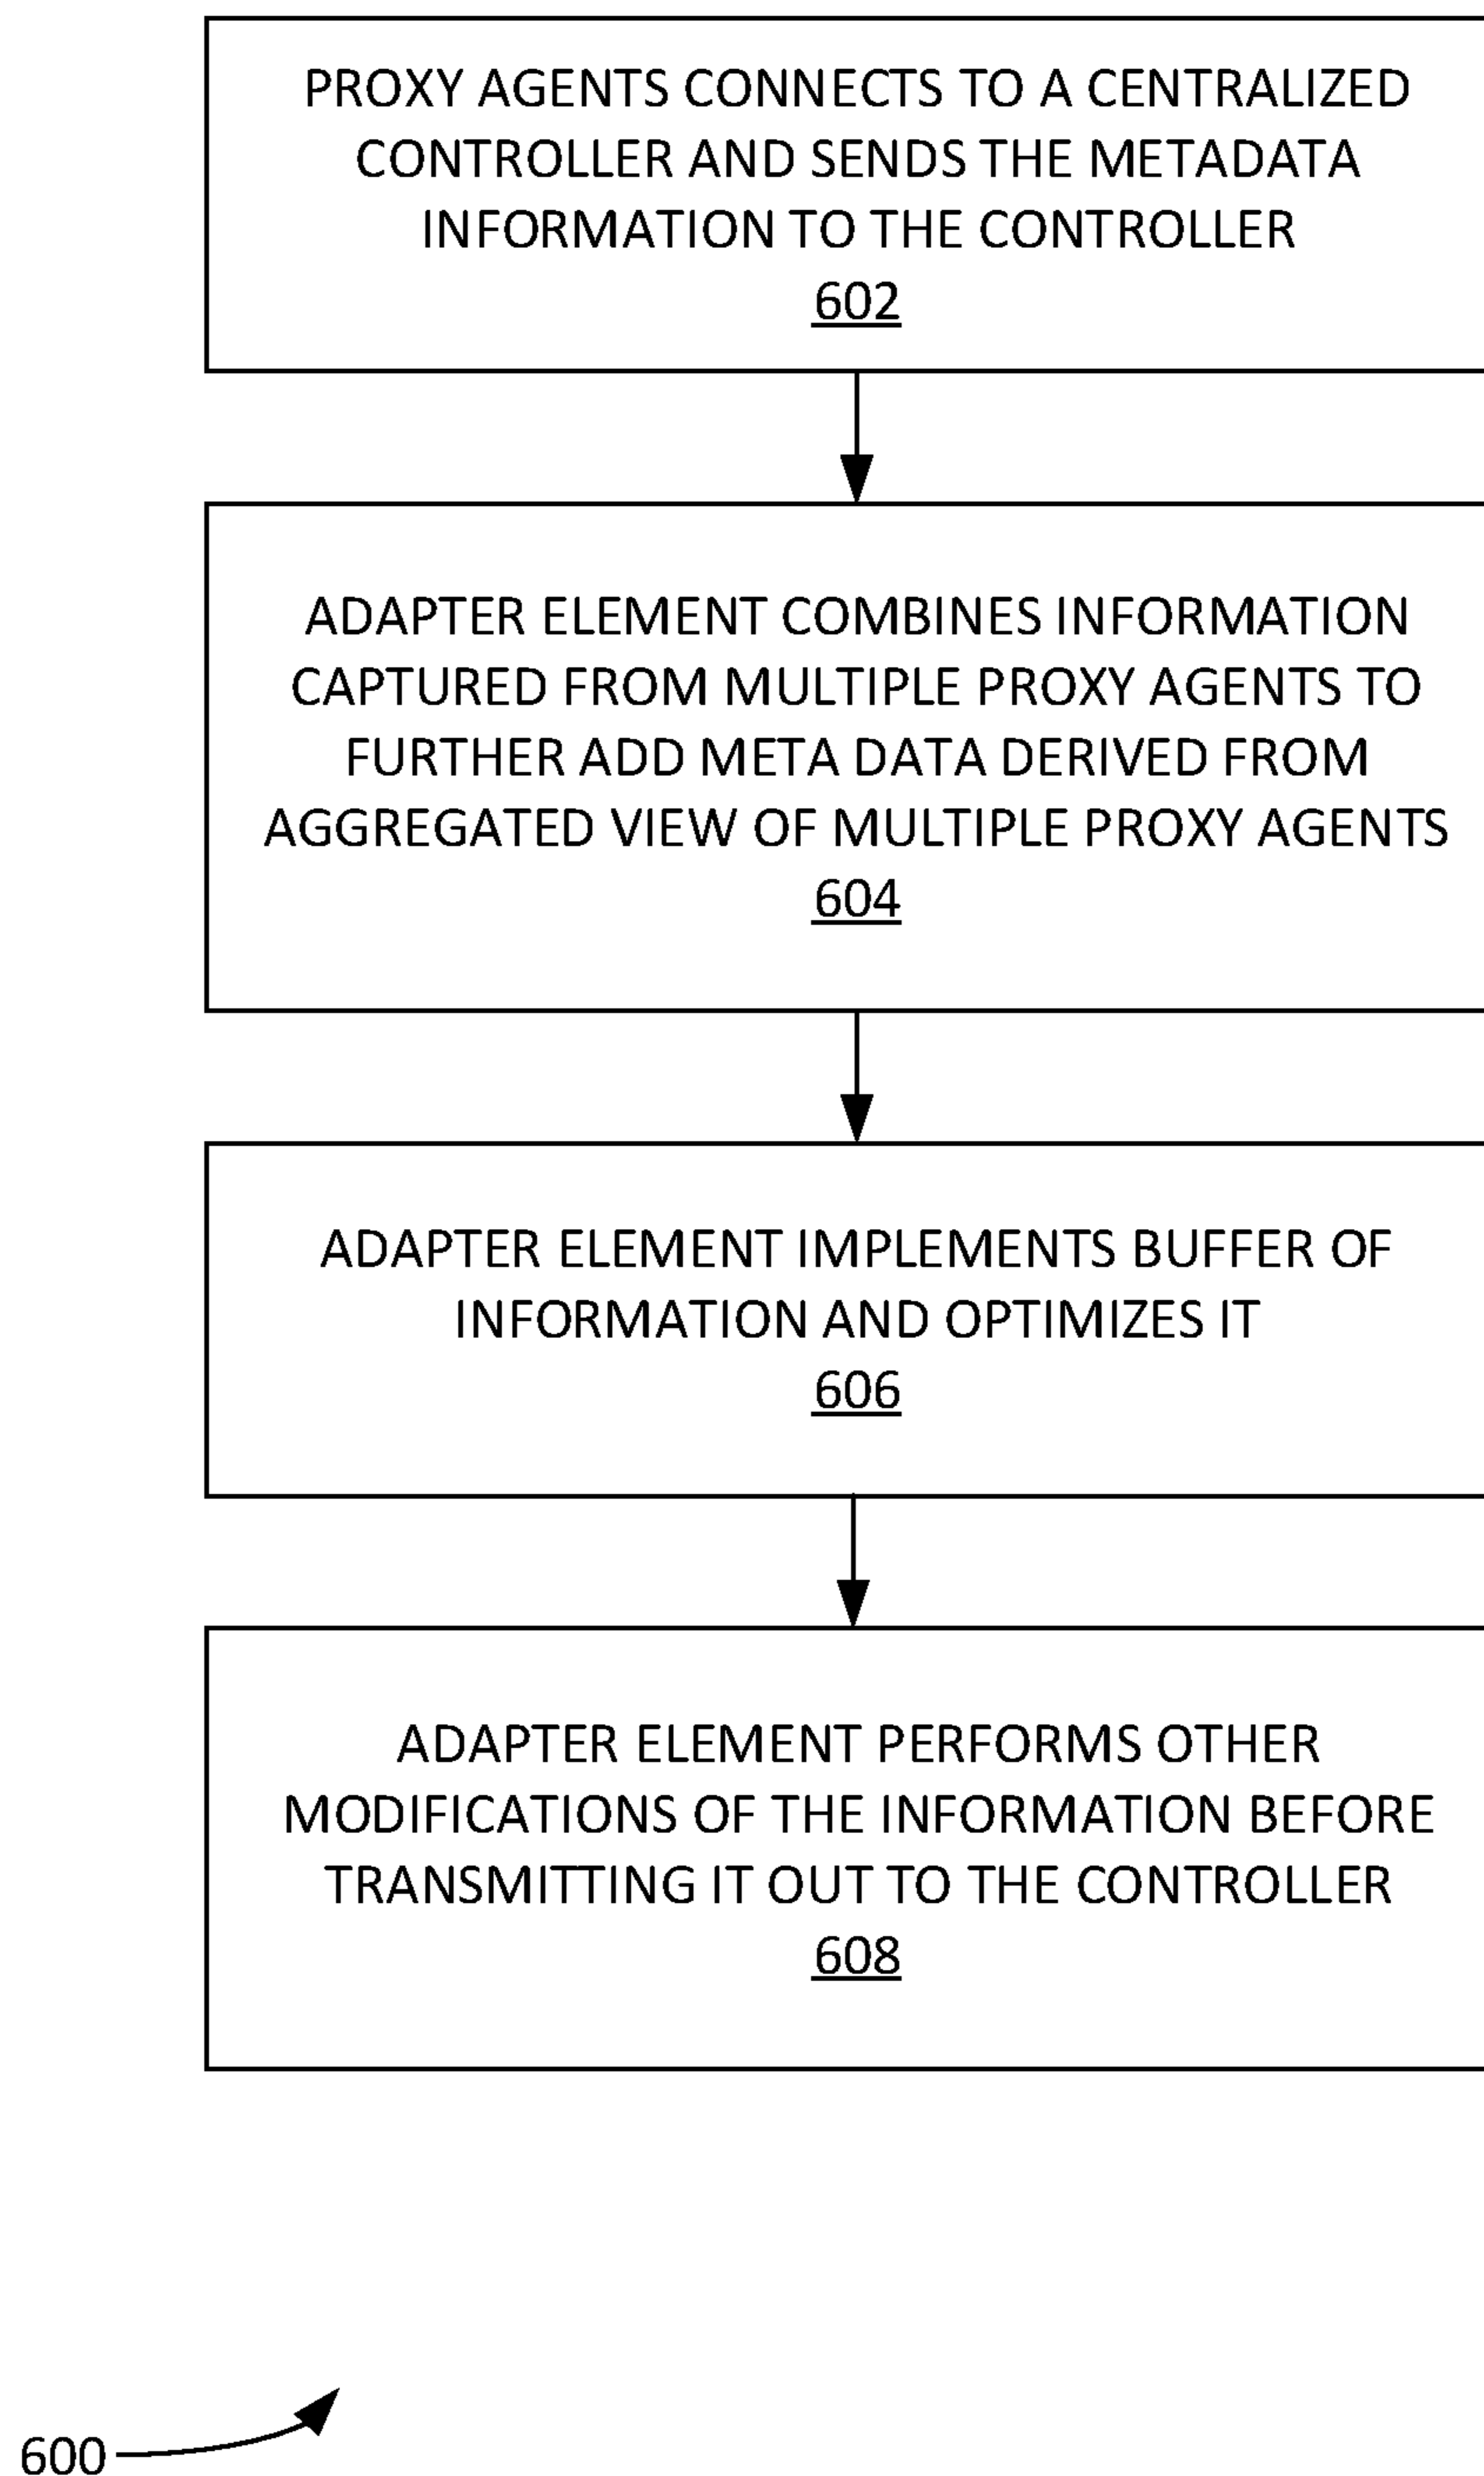 PROXY AGENTS CONNECTS TO A CENTRALIZED
CONTROLLER AND SENDS THE METADATA
INFORMATION TO THE CONTROLLER
602
ADAPTER ELEMENT COMBINES INFORMATION
CAPTURED FROM MULTIPLE PROXY AGENTS TO
FURTHER ADD META DATA DERIVED FROM
AGGREGATED VIEW OF MULTIPLE PROXY AGENTS
604
ADAPTER ELEMENT IMPLEMENTS BUFFER OF
INFORMATION AND OPTIMIZES IT
606
ADAPTER ELEMENT PERFORMS OTHER
MODIFICATIONS OF THE INFORMATION BEFORE
TRANSMITTING IT OUT TO THE CONTROLLER
608
600